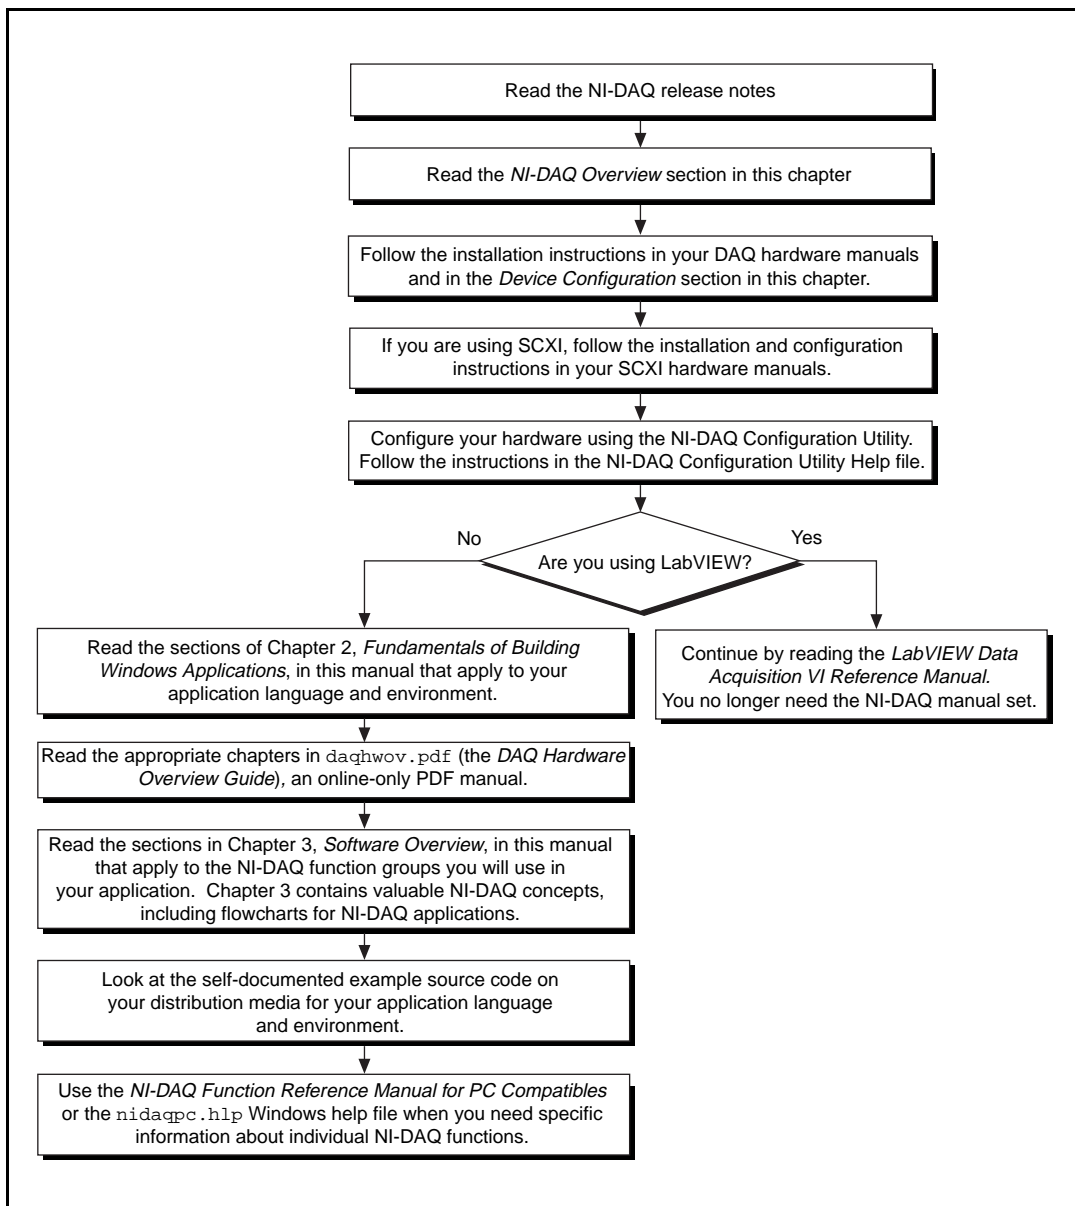 Read the NI-DAQ release notes
Read the NI-DAQ Overview section in this chapter
Follow the installation instructions in your DAQ hardware manuals
and in the Device Configuration section in this chapter.
If you are using SCXI, follow the installation and configuration
instructions in your SCXI hardware manuals.
Configure your hardware using the NI-DAQ Configuration Utility.
Follow the instructions in the NI-DAQ Configuration Utility Help file.
No
Yes
Are you using LabVIEW?
Read the sections of Chapter 2, Fundamentals of Building
Windows Applications, in this manual that apply to your
application language and environment.
Continue by reading the LabVIEW Data
Acquisition VI Reference Manual.
You no longer need the NI-DAQ manual set.
Read the appropriate chapters in daqhwov.pdf (the DAQ Hardware
Overview Guide), an online-only PDF manual.
Read the sections in Chapter 3, Software Overview, in this manual
that apply to the NI-DAQ function groups you will use in
your application. Chapter 3 contains valuable NI-DAQ concepts,
including flowcharts for NI-DAQ applications.
Look at the self-documented example source code on
your distribution media for your application language
and environment.
Use the NI-DAQ Function Reference Manual for PC Compatibles
or the nidaqpc.hlp Windows help file when you need specific
information about individual NI-DAQ functions.